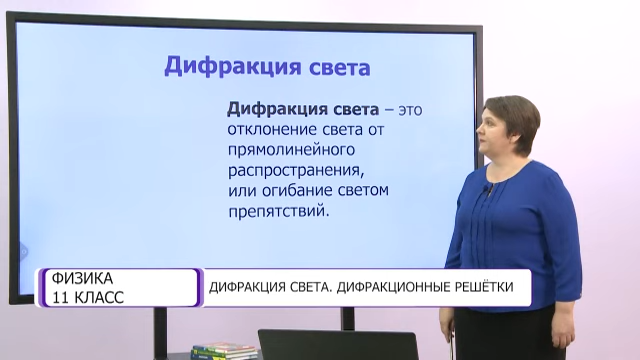 Дифракция света
Дифракция света – это
отклонение света от
прямолинейного
распространения,
или огибание светом
препятствий.
ФИЗИКА
11 КЛАСС
ДИФРАКЦИЯ СВЕТА. ДИФРАКЦИОННЫЕ РЕШЁТКИ